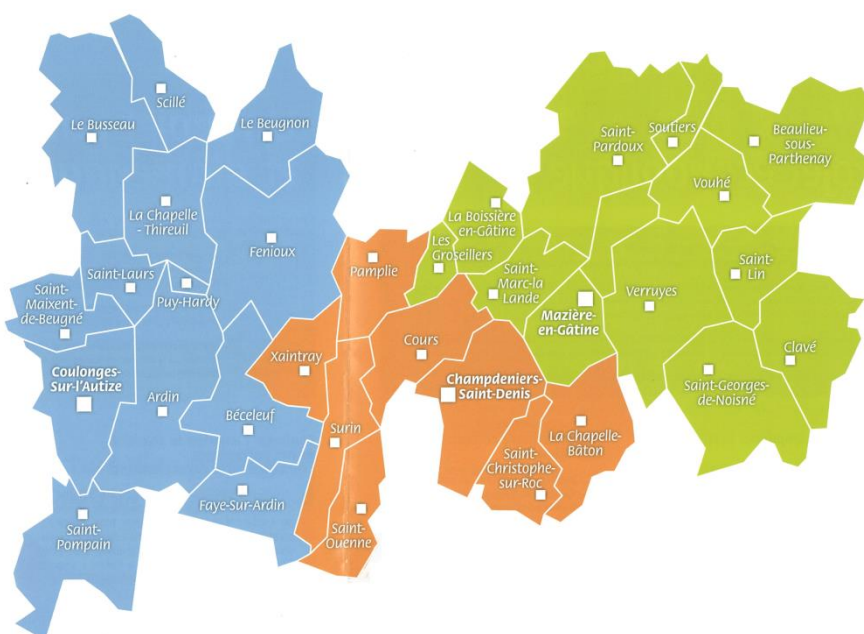 Scillé
Le Busseau
Le Beugnon
La Chapelle
- Thireuil
Fenioux
Saint-Laurs
Puy-Hardy
Saint-
Maixent-
de-Beugné
Coulonges-
Sur-l'Autize
Ardin
Béceleuf
Faye-Sur-Ardin
Saint-
Pompain
Pamplie
Xaintray
Cours
Champdeniers-
Saint-Denis
Surin
Saint-
Ouenne
Saint-
Christophe-
sur-Roc
La Chapelle-
Bâton
Saint-
Pardoux
Soutiers
Beaulieu-
sous-
Parthenay
Vouhé
La Boissière
en-Gâtine
Les
Groseillers
Saint-
Marc-la
Lande
Mazière-
en-Gâtine
Verruyes
Saint-
Lin
Clavé
Saint-Georges-
de-Noisné